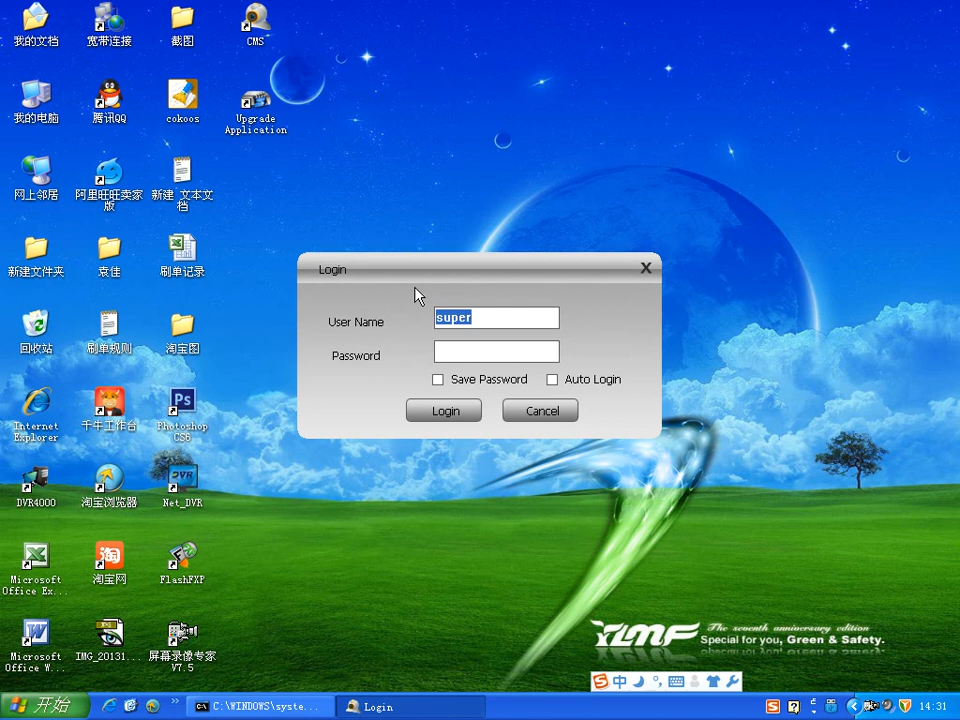 我的文档
宽带连接
截图
CMS
我的电脑
腾讯QQ
cokoos
Upgrade
Application
网上邻居
阿里旺旺卖家
版
新建 文本文
档
新建文件夹
袁佳
刷单记录
回收站
刷单规则
淘宝图
Internet
Explorer
千牛工作台
Ps
Photoshop
CS6
DVR4000
淘宝浏览器
DVR
Net_DVR
Microsoft
Office Ex...
淘
淘宝网
FlashFXP
Microsoft
Office W...
IMG_20131...
屏幕录像专家
V7.5
Login
X
User Name
super
Password
Save Password
Auto Login
Login
Cancel
YLMF
The seventh anniversary edition
Special for you, Green & Safety.
S 中
开始
C:\WINDOWS\syste...
Login
S
14:31